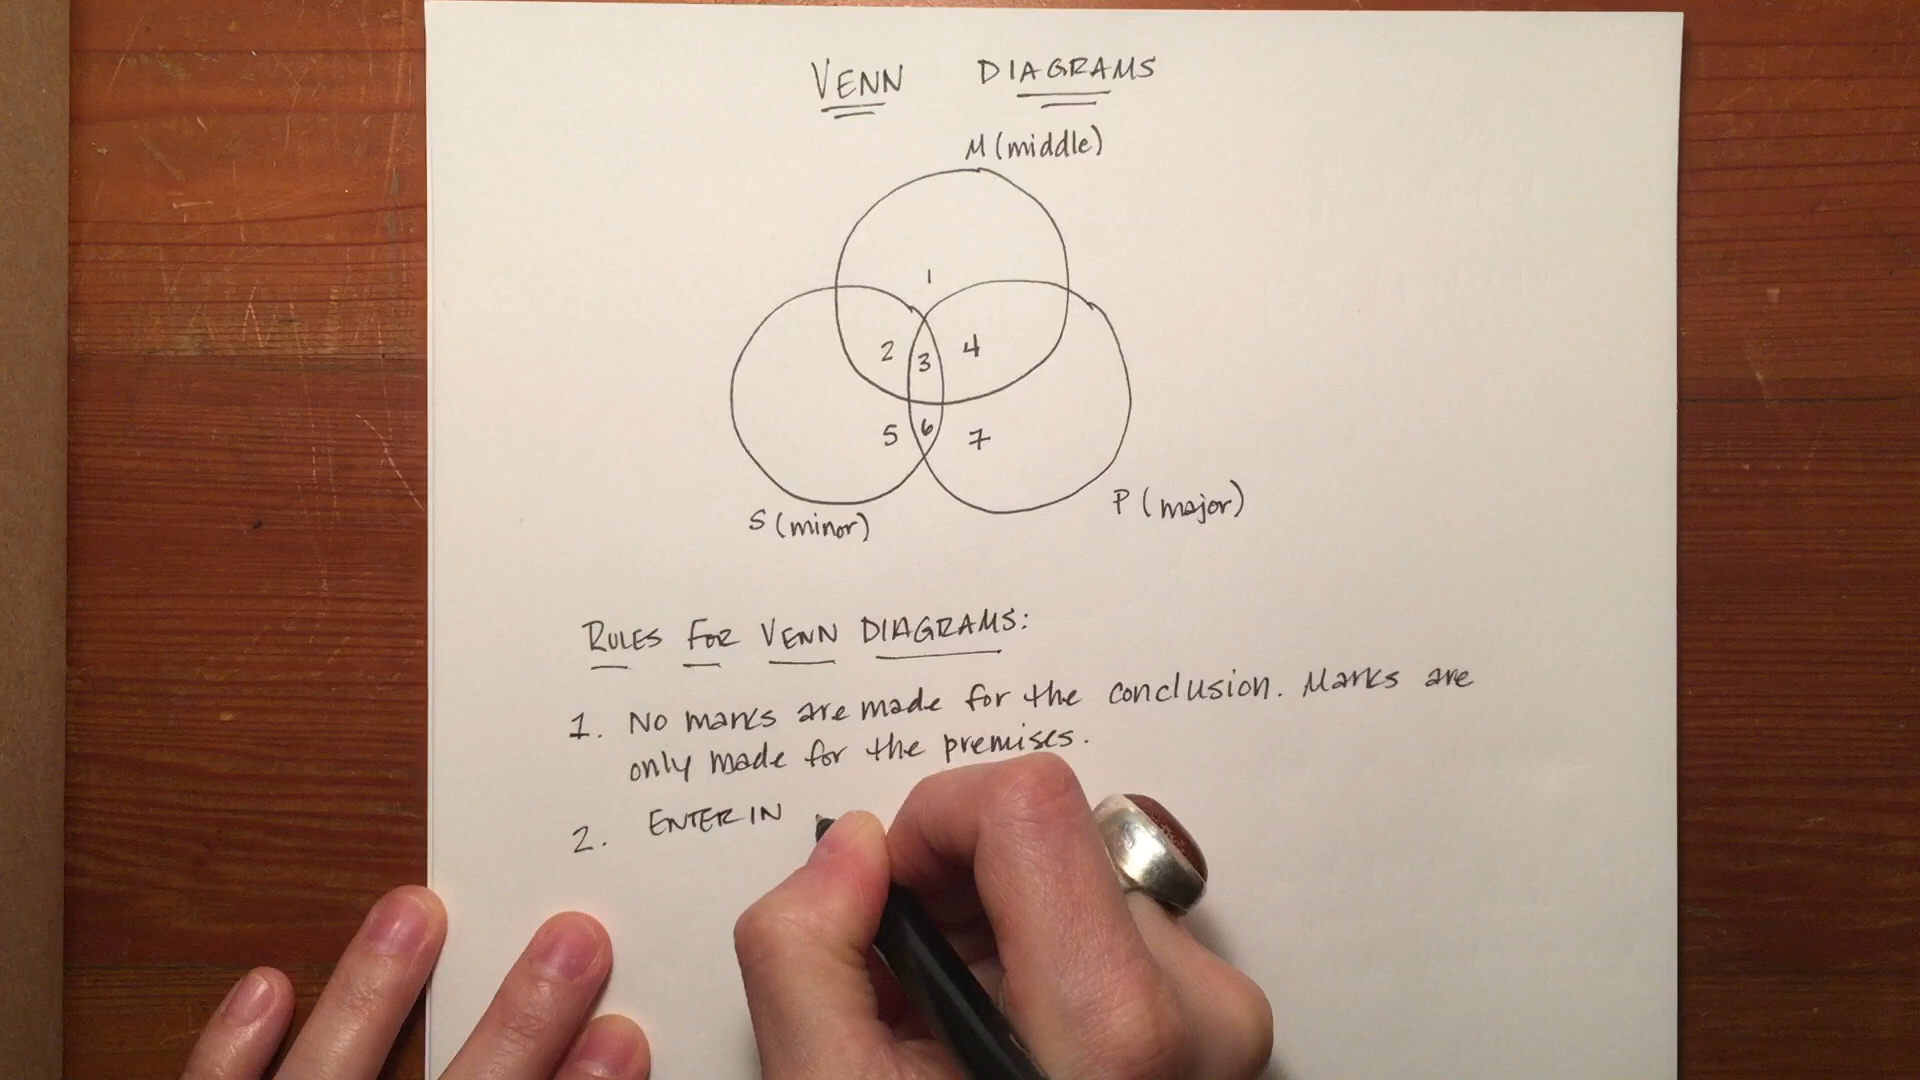 VENN DIAGRAMS
M (middle)
1
2 3 4
5 6 7
S (minor)
P (major)
RULES FOR VENN DIAGRAMS:
1. No marks are made for the conclusion. Marks are
only made for the premises.
2. ENTER IN